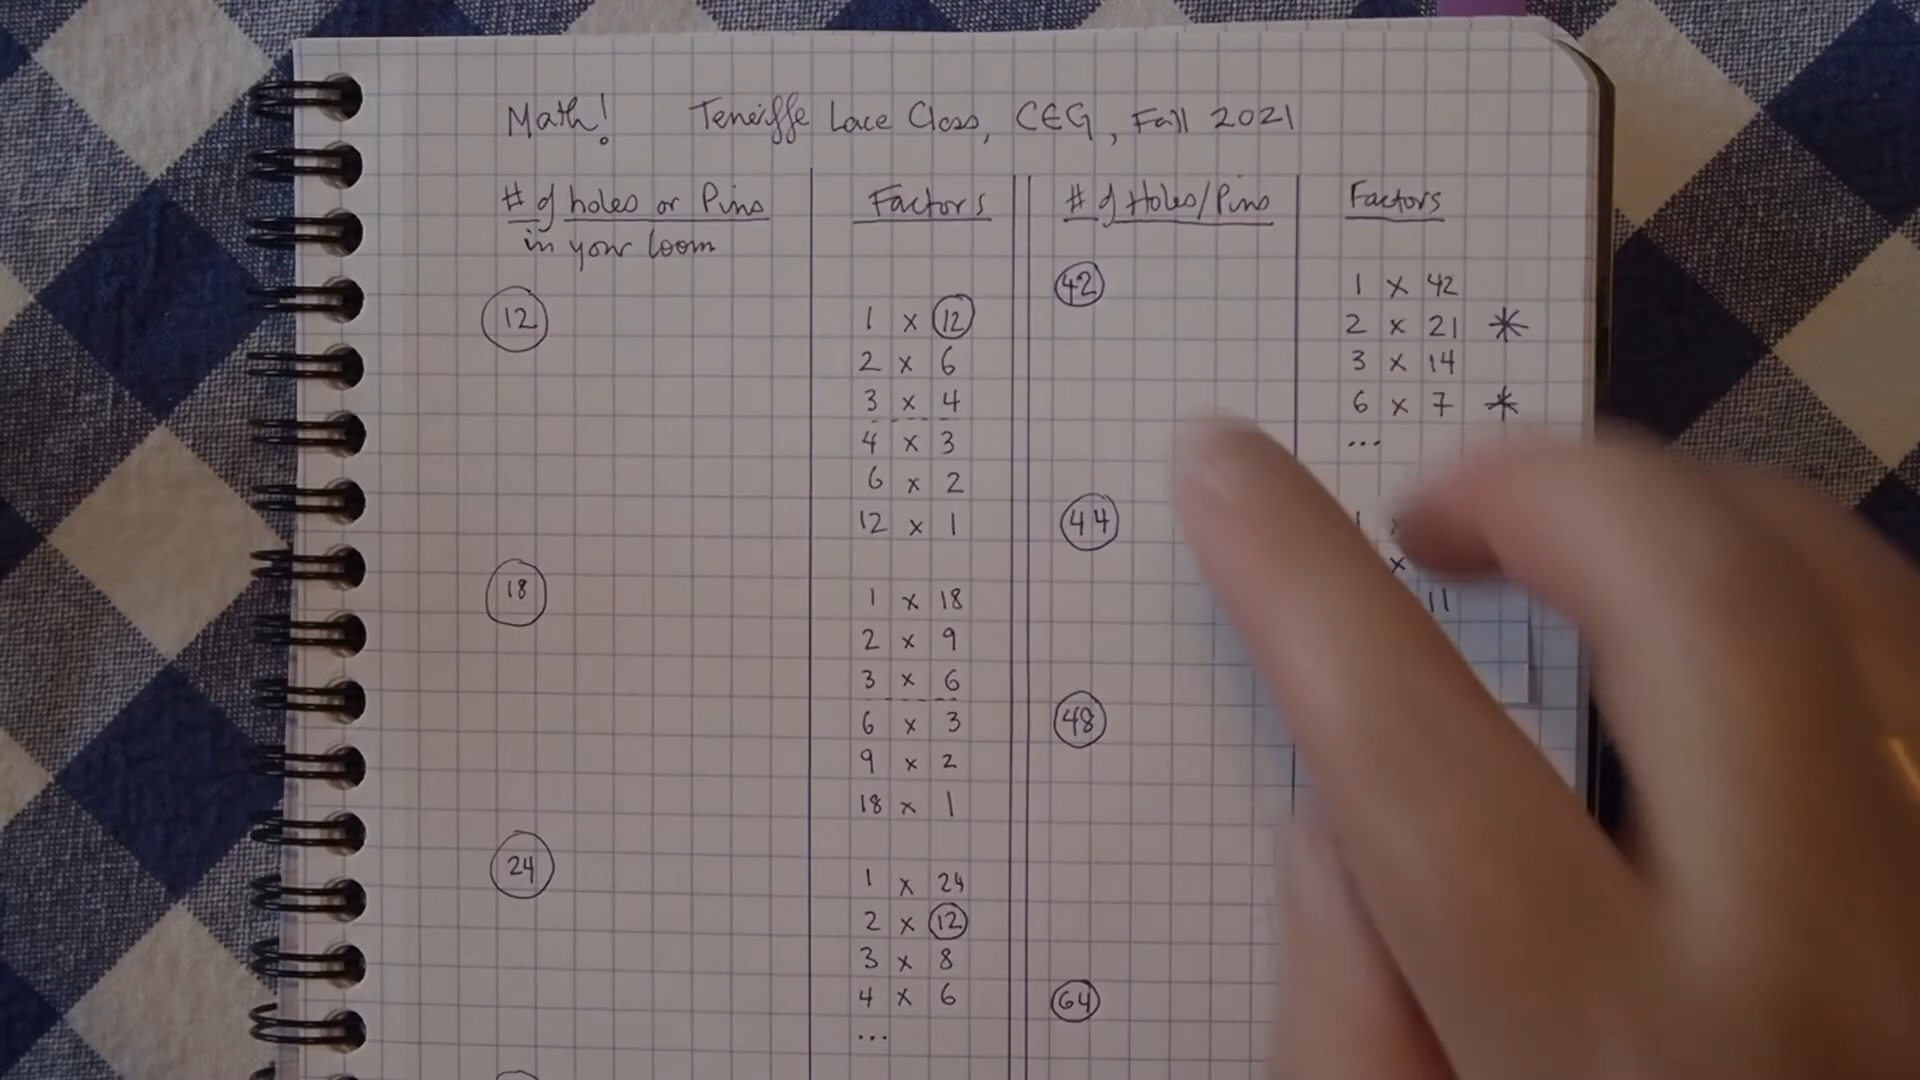 Math! Teneriffe Lace Class, CEG, Fall 2021
# of holes or Pins
in your loom
Factors
12
1 x 12
2 x 6
3 x 4
4 x 3
6 x 2
12 x 1
18
1 x 18
2 x 9
3 x 6
6 x 3
9 x 2
18 x 1
24
1 x 24
2 x 12
3 x 8
4 x 6
...
# of Holes/Pins
Factors
42
1 x 42
2 x 21 *
3 x 14
6 x 7 *
...
44
1 x
x
11
48
64